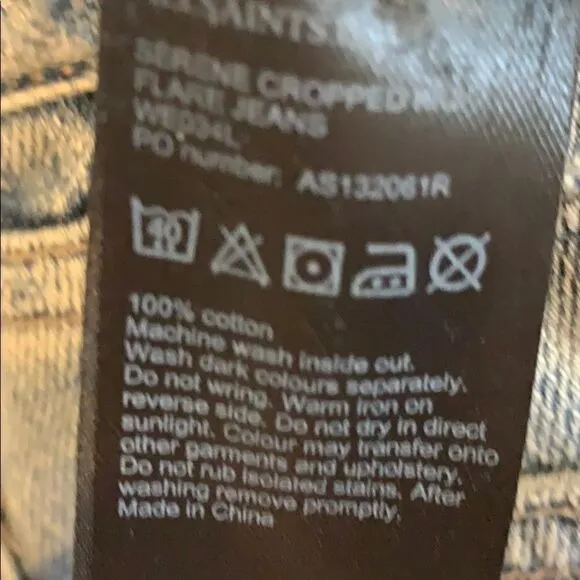 SAINTS
SERENE CROPPED
FLARE JEANS
PO number: AS132061R
40
100% cotton
Machine wash inside out.
Wash dark colours separately.
Do not wring. Warm iron on
reverse side. Do not dry in direct
sunlight. Colour may transfer onto
other garments and upholstery.
Do not rub isolated stains. After
washing remove promptly.
Made in China